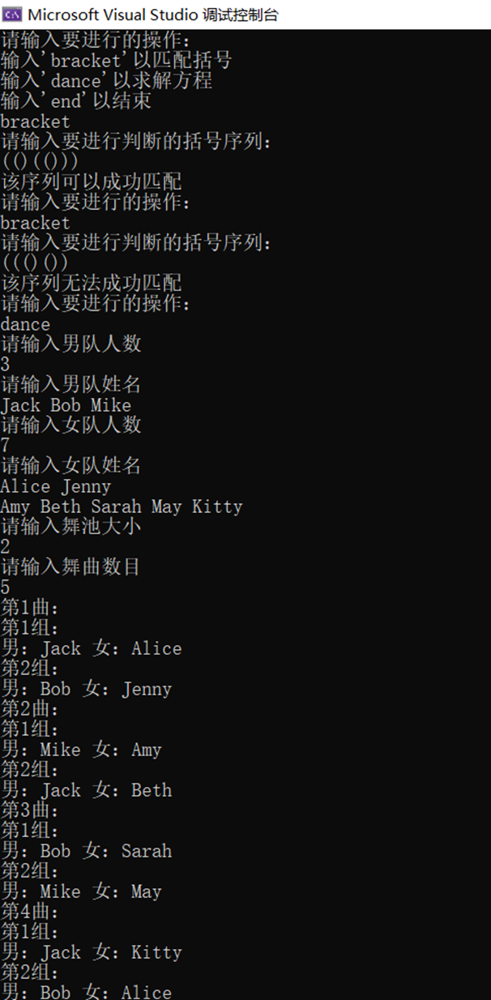 Microsoft Visual Studio 调试控制台
请输入要进行的操作：
输入'bracket'以匹配括号
输入'dance'以求解方程
输入'end'以结束
bracket
请输入要进行判断的括号序列：
(()(()))
该序列可以成功匹配
请输入要进行的操作：
bracket
请输入要进行判断的括号序列：
((()())
该序列无法成功匹配
请输入要进行的操作：
dance
请输入男队人数
3
请输入男队姓名
Jack Bob Mike
请输入女队人数
7
请输入女队姓名
Alice Jenny
Amy Beth Sarah May Kitty
请输入舞池大小
2
请输入舞曲数目
5
第1曲：
第1组：
男：Jack 女：Alice
第2组：
男：Bob 女：Jenny
第2曲：
第1组：
男：Mike 女：Amy
第2组：
男：Jack 女：Beth
第3曲：
第1组：
男：Bob 女：Sarah
第2组：
男：Mike 女：May
第4曲：
第1组：
男：Jack 女：Kitty
第2组：
男：Bob 女：Alice